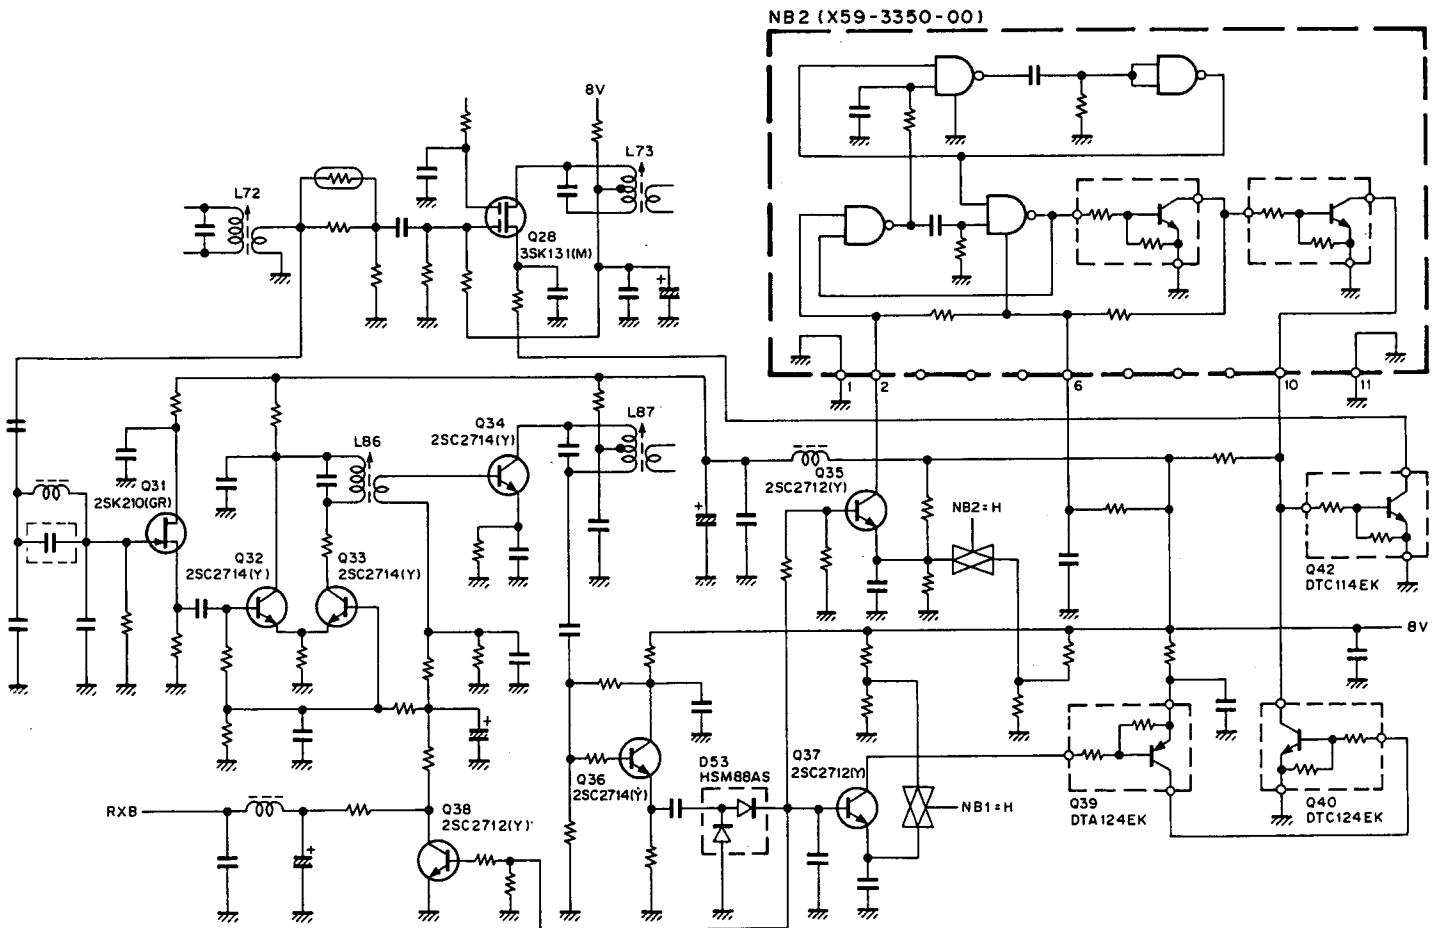 NB2 (X59-3350-00)
8V
L73
L72
Q28
3SK131(M)
+
1
2
6
10
11
Q34
2SC2714(Y)
L87
L86
Q31
2SK210(GR)
Q35
2SC2712(Y)
NB2=H
+
Q32
2SC2714(Y)
Q33
2SC2714(Y)
Q42
DTC114EK
8V
+
Q36
2SC2714(Y)
D53
HSM88AS
Q37
2SC2712(Y)
NB1=H
Q39
DTA124EK
Q40
DTC124EK
RXB
Q38
2SC2712(Y)
+